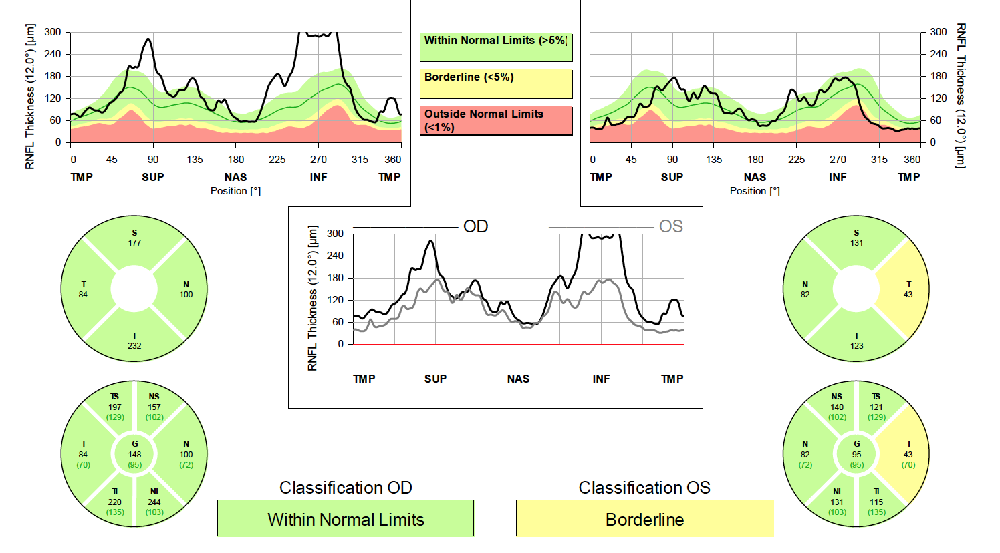 RNFL Thickness (12.0°) [µm]
300
240
180
120
60
0
0 45 90 135 180 225 270 315 360
TMP SUP NAS INF TMP
Position [°]
Within Normal Limits (>5%)
Borderline (<5%)
Outside Normal Limits
(<1%)
RNFL Thickness (12.0°) [µm]
300
240
180
120
60
0
0 45 90 135 180 225 270 315 360
TMP SUP NAS INF TMP
Position [°]
S
177
T
84
N
100
I
232
OD OS
RNFL Thickness (12.0°) [µm]
300
240
180
120
60
0
TMP SUP NAS INF TMP
S
131
N
82
T
43
I
123
TS
197
(129)
NS
157
(102)
T
84
(70)
G
148
(95)
N
100
(72)
TI
220
(135)
NI
244
(103)
Classification OD
Within Normal Limits
Classification OS
Borderline
NS
140
(102)
TS
121
(129)
N
82
(72)
G
95
(95)
T
43
(70)
NI
131
(103)
TI
115
(135)